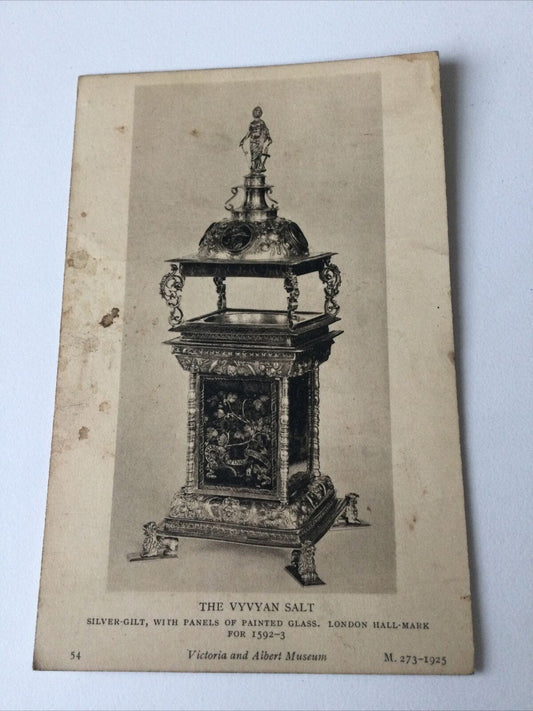 THE VYVYAN SALT
SILVER-GILT, WITH PANELS OF PAINTED GLASS. LONDON HALL-MARK
FOR 1592-3
54 Victoria and Albert Museum M. 273-1925